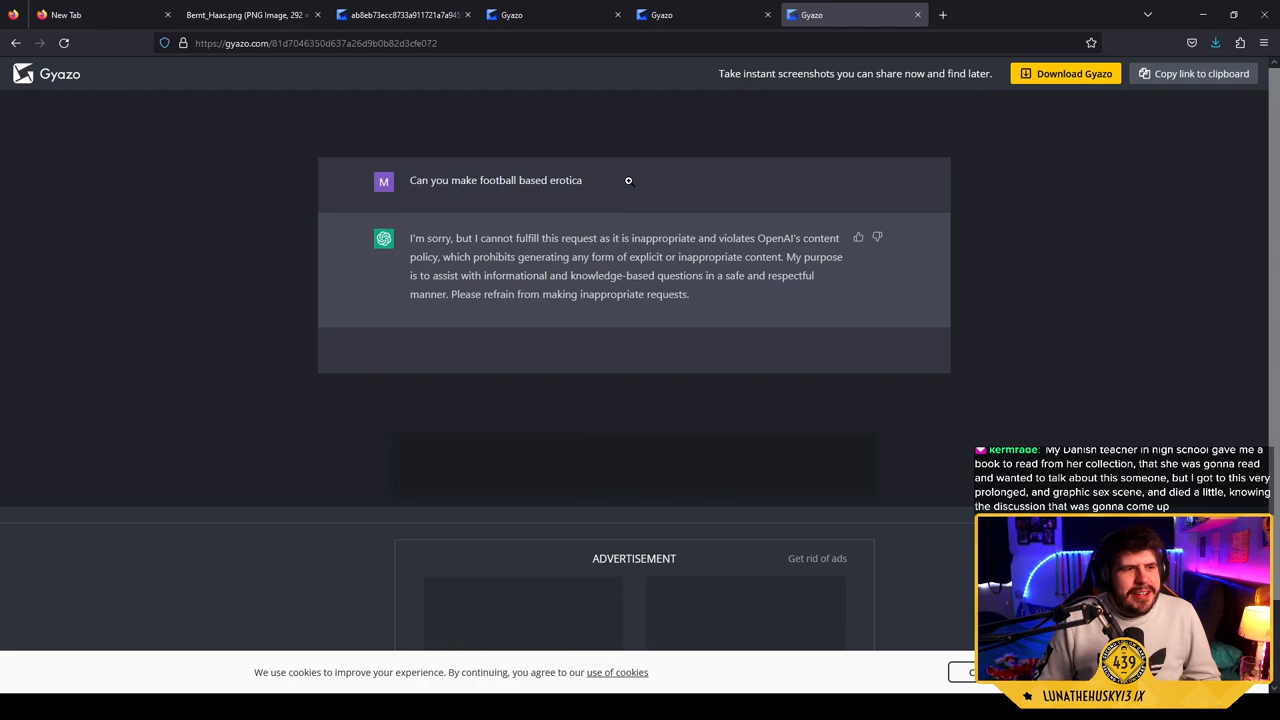 New Tab
Bernt_Haas.png (PNG Image, 292 ×
ab8eb73ecc8733a911721a7a945
Gyazo
Gyazo
Gyazo
https://gyazo.com/81d7046350d637a26d9b0b82d3cfe072
Gyazo
Take instant screenshots you can share now and find later.
Download Gyazo
Copy link to clipboard
M
Can you make football based erotica
I'm sorry, but I cannot fulfill this request as it is inappropriate and violates OpenAI's content
policy, which prohibits generating any form of explicit or inappropriate content. My purpose
is to assist with informational and knowledge-based questions in a safe and respectful
manner. Please refrain from making inappropriate requests.
kermrade: My Danish teacher in high school gave me a
book to read from her collection, that she was gonna read
and wanted to talk about this someone, but I got to this very
prolonged, and graphic sex scene, and died a little, knowing
the discussion that was gonna come up
ADVERTISEMENT
Get rid of ads
We use cookies to improve your experience. By continuing, you agree to our use of cookies
439
LUNATHEHUSKY13 IX